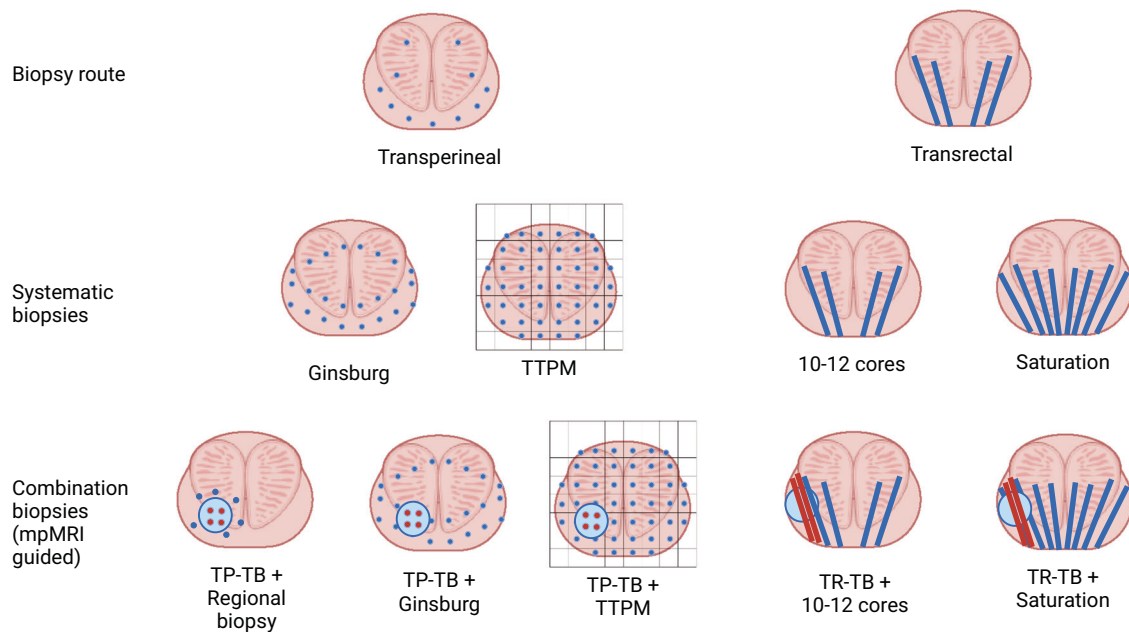 Biopsy route
Transperineal
Transrectal
Systematic
biopsies
Ginsburg
TTPM
10-12 cores
Saturation
Combination
biopsies
(mpMRI
guided)
TP-TB +
Regional
biopsy
TP-TB +
Ginsburg
TP-TB +
TTPM
TR-TB +
10-12 cores
TR-TB +
Saturation